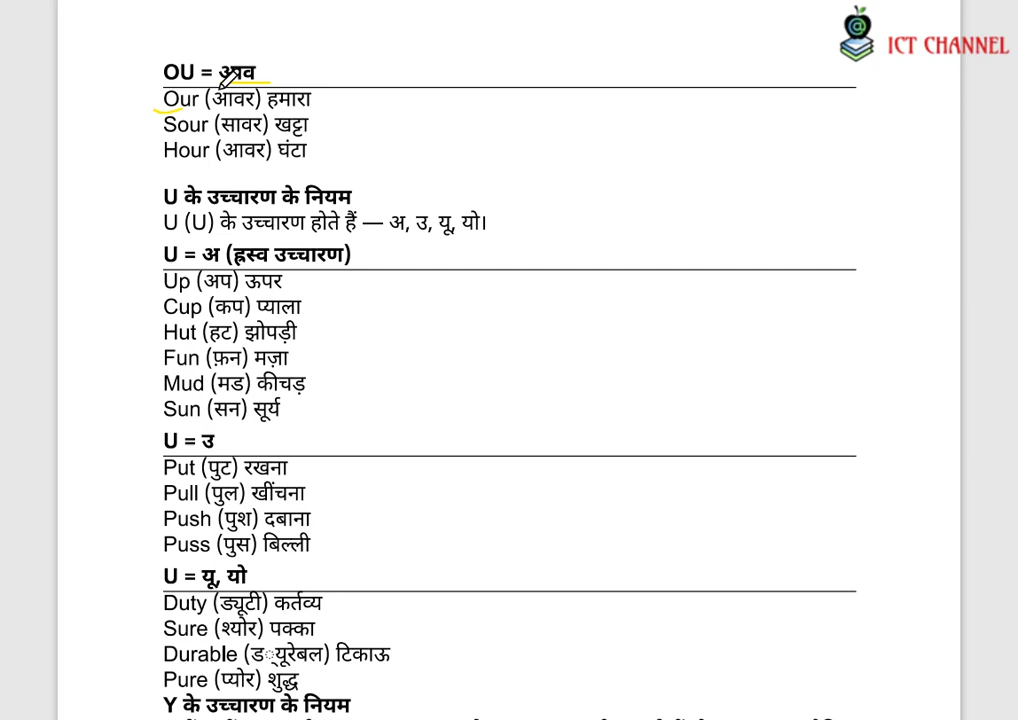 ICT CHANNEL
OU = आव
Our (आवर) हमारा
Sour (सावर) खट्टा
Hour (आवर) घंटा
U के उच्चारण के नियम
U (U) के उच्चारण होते हैं — अ, उ, यू, यो।
U = अ (ह्रस्व उच्चारण)
Up (अप) ऊपर
Cup (कप) प्याला
Hut (हट) झोपड़ी
Fun (फ़न) मज़ा
Mud (मड) कीचड़
Sun (सन) सूर्य
U = उ
Put (पुट) रखना
Pull (पुल) खींचना
Push (पुश) दबाना
Puss (पुस) बिल्ली
U = यू, यो
Duty (ड्यूटी) कर्तव्य
Sure (श्योर) पक्का
Durable (ड्यूरेबल) टिकाऊ
Pure (प्योर) शुद्ध
Y के उच्चारण के नियम